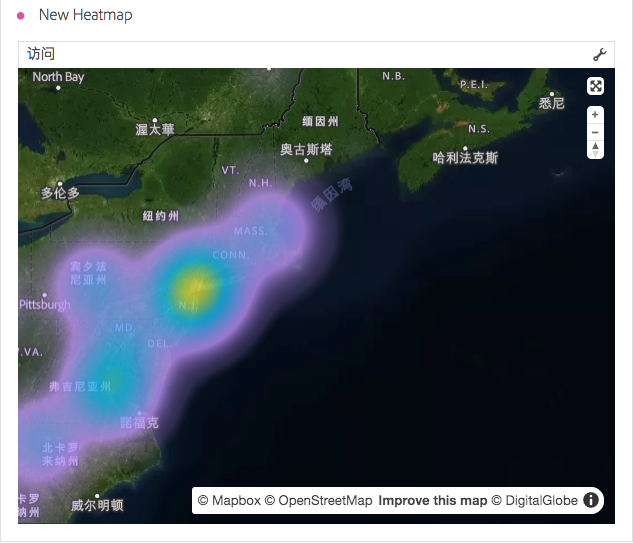 New Heatmap
访问
North Bay
N.B.
P.E.I.
悉尼
渥太華
缅因州
N.S.
奥古斯塔
哈利法克斯
VT.
N.H.
多伦多
缅因湾
紐約州
MASS.
CONN.
宾夕法
尼亚州
Pittsburgh
N.J.
MD.
DEL.
W.VA.
弗吉尼亚州
諾福克
北卡罗
来纳州
卡罗
纳州
威尔明顿
© Mapbox © OpenStreetMap Improve this map © DigitalGlobe